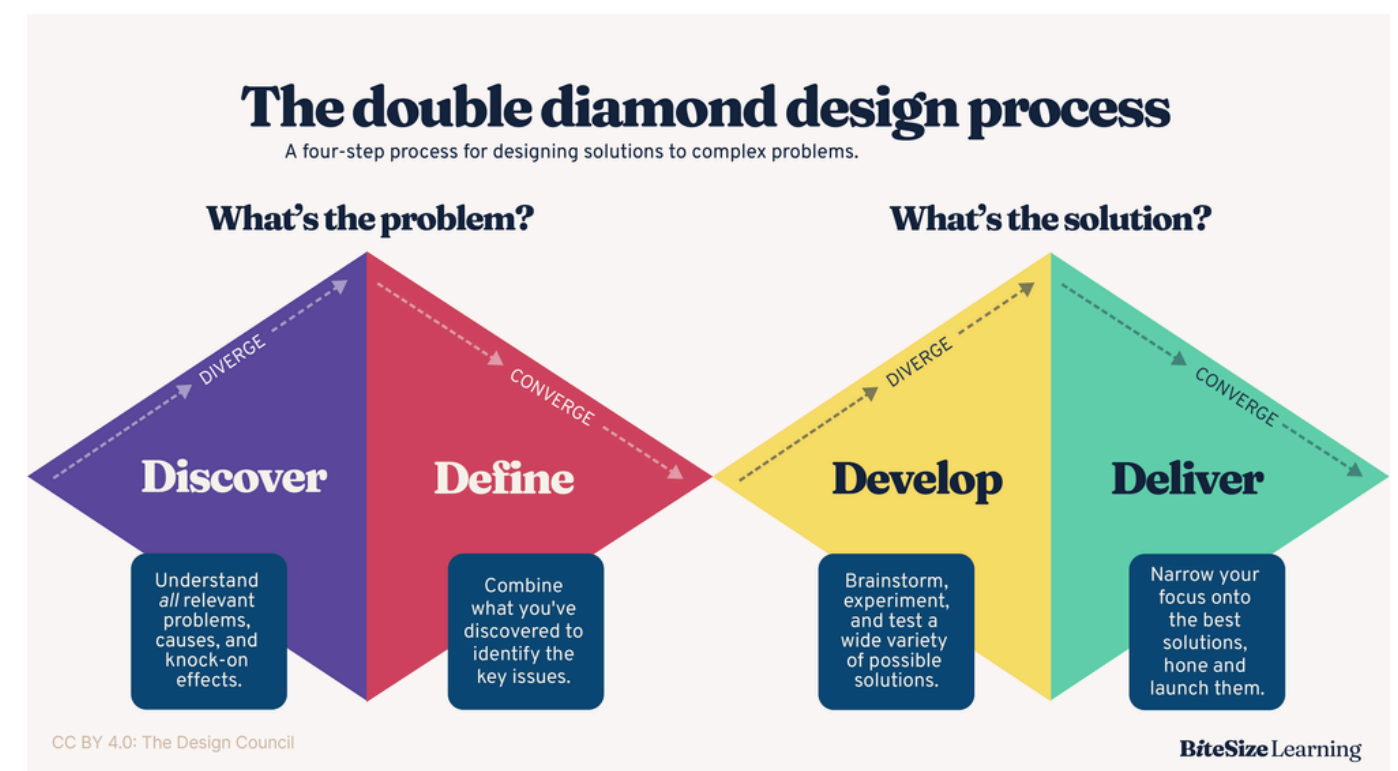 The double diamond design process
A four-step process for designing solutions to complex problems.
What's the problem?
What's the solution?
DIVERGE
CONVERGE
DIVERGE
CONVERGE
Discover
Define
Develop
Deliver
Understand
all relevant
problems,
causes, and
knock-on
effects.
Combine
what you've
discovered to
identify the
key issues.
Brainstorm,
experiment,
and test a
wide variety
of possible
solutions.
Narrow your
focus onto
the best
solutions,
hone and
launch them.
CC BY 4.0: The Design Council
BiteSize Learning